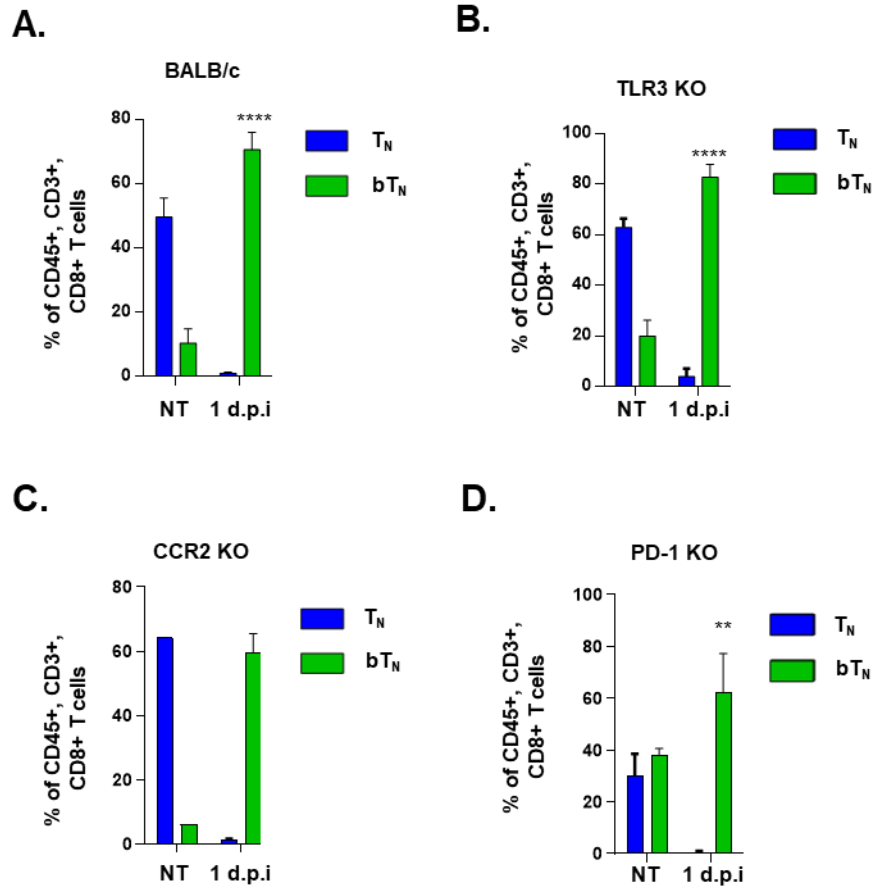 A.
BALB/c
% of CD45+, CD3+,
CD8+ T cells
80
60
40
20
0
****
NT
1 d.p.i
TN
bTN
B.
TLR3 KO
% of CD45+, CD3+,
CD8+ T cells
100
80
60
40
20
0
****
NT
1 d.p.i
TN
bTN
C.
CCR2 KO
% of CD45+, CD3+,
CD8+ T cells
80
60
40
20
0
NT
1 d.p.i
TN
bTN
D.
PD-1 KO
% of CD45+, CD3+,
CD8+ T cells
100
80
60
40
20
0
**
NT
1 d.p.i
TN
bTN